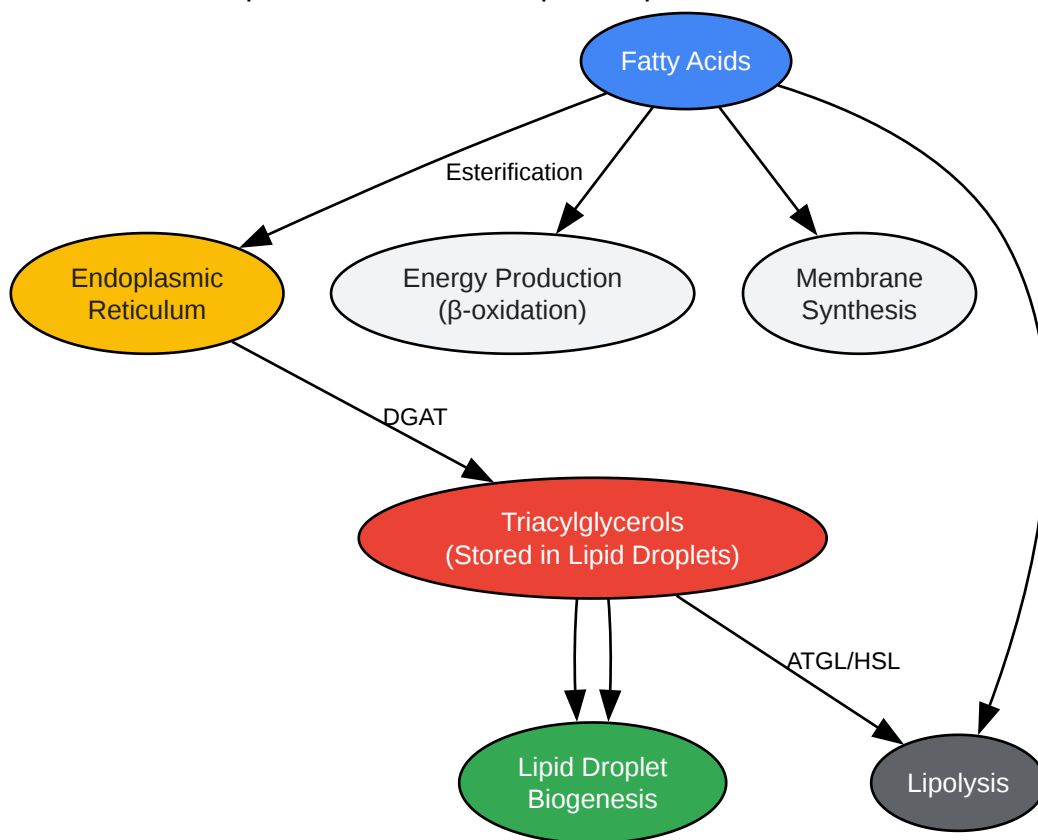 Fatty Acids
Esterification
Endoplasmic
Reticulum
Energy Production
(β-oxidation)
Membrane
Synthesis
DGAT
Triacylglycerols
(Stored in Lipid Droplets)
ATGL/HSL
Lipid Droplet
Biogenesis
Lipolysis